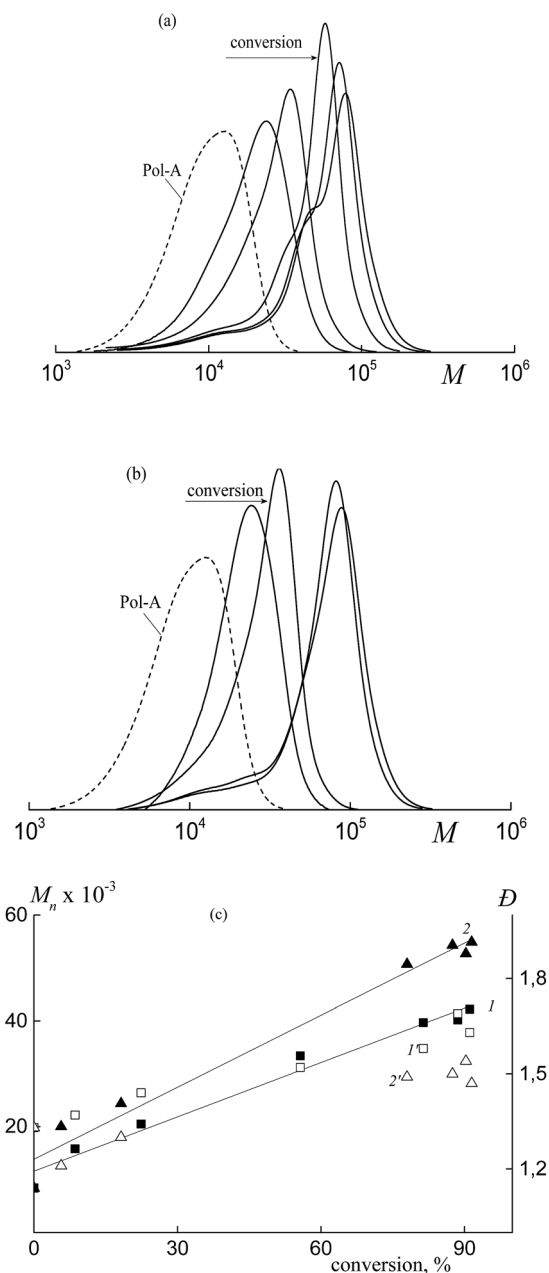 (a)
conversion
Pol-A
10³ 10⁴ 10⁵ 10⁶
M
(b)
conversion
Pol-A
10³ 10⁴ 10⁵ 10⁶
M
Mₙ x 10⁻³ (c) Đ
60
2
1,8
40 1
1'
2' 1,5
20
1,2
0 30 60 90
conversion, %